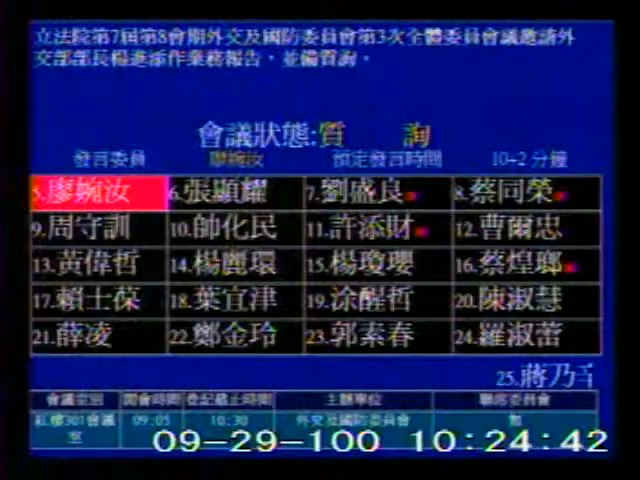 立法院第7屆第8會期外交及國防委員會第3次全體委員會議邀請外
交部部長楊進添作業務報告，並備質詢。
會議狀態:質 詢
發言委員 廖婉汝 預定發言時間 10+2 分鐘
5.廖婉汝 6.張顯耀 7.劉盛良 8.蔡同榮
9.周守訓 10.帥化民 11.許添財 12.曹爾忠
13.黃偉哲 14.楊麗環 15.楊瓊瓔 16.蔡煌瑯
17.賴士葆 18.葉宜津 19.涂醒哲 20.陳淑慧
21.薛凌 22.鄭金玲 23.郭素春 24.羅淑蕾
25.蔣乃辛
會議室別 開會時間 登記截止時間 主辦單位 聯席委員會
紅樓301會議室 09:05 10:30 外交及國防委員會 無
09-29-100 10:24:42